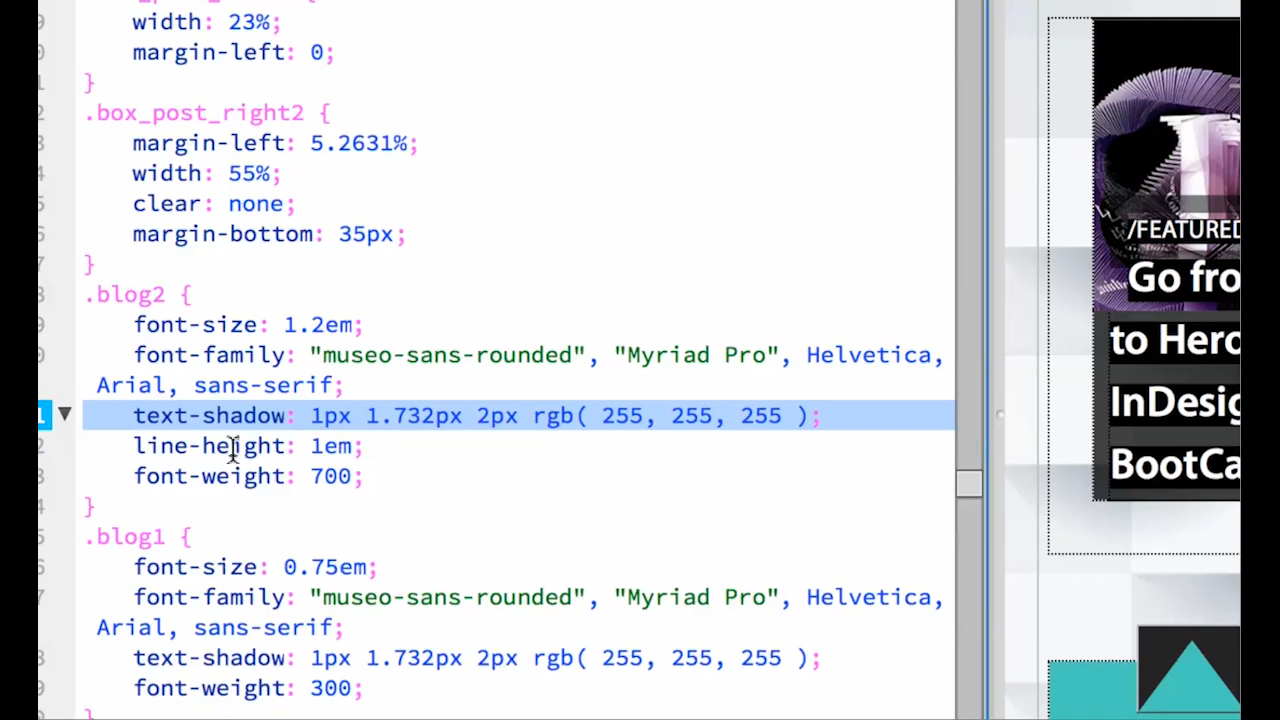 width: 23%;
margin-left: 0;
}
.box_post_right2 {
margin-left: 5.2631%;
width: 55%;
clear: none;
margin-bottom: 35px;
}
.blog2 {
font-size: 1.2em;
font-family: "museo-sans-rounded", "Myriad Pro", Helvetica,
Arial, sans-serif;
text-shadow: 1px 1.732px 2px rgb( 255, 255, 255 );
line-height: 1em;
font-weight: 700;
}
.blog1 {
font-size: 0.75em;
font-family: "museo-sans-rounded", "Myriad Pro", Helvetica,
Arial, sans-serif;
text-shadow: 1px 1.732px 2px rgb( 255, 255, 255 );
font-weight: 300;
}
/FEATURED
Go fro
to Hero
InDesig
BootCa